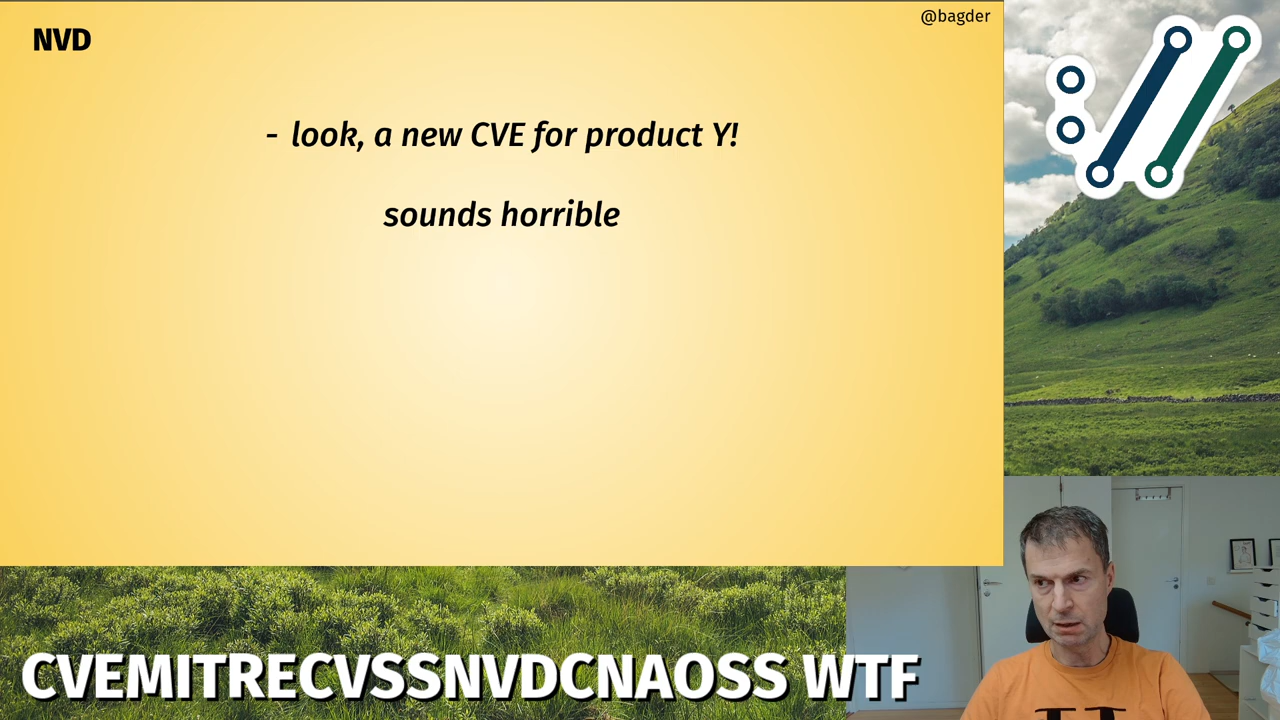 @bagder
NVD
- look, a new CVE for product Y!
sounds horrible
CVEMITRECVSSNVDCNAOSS WTF